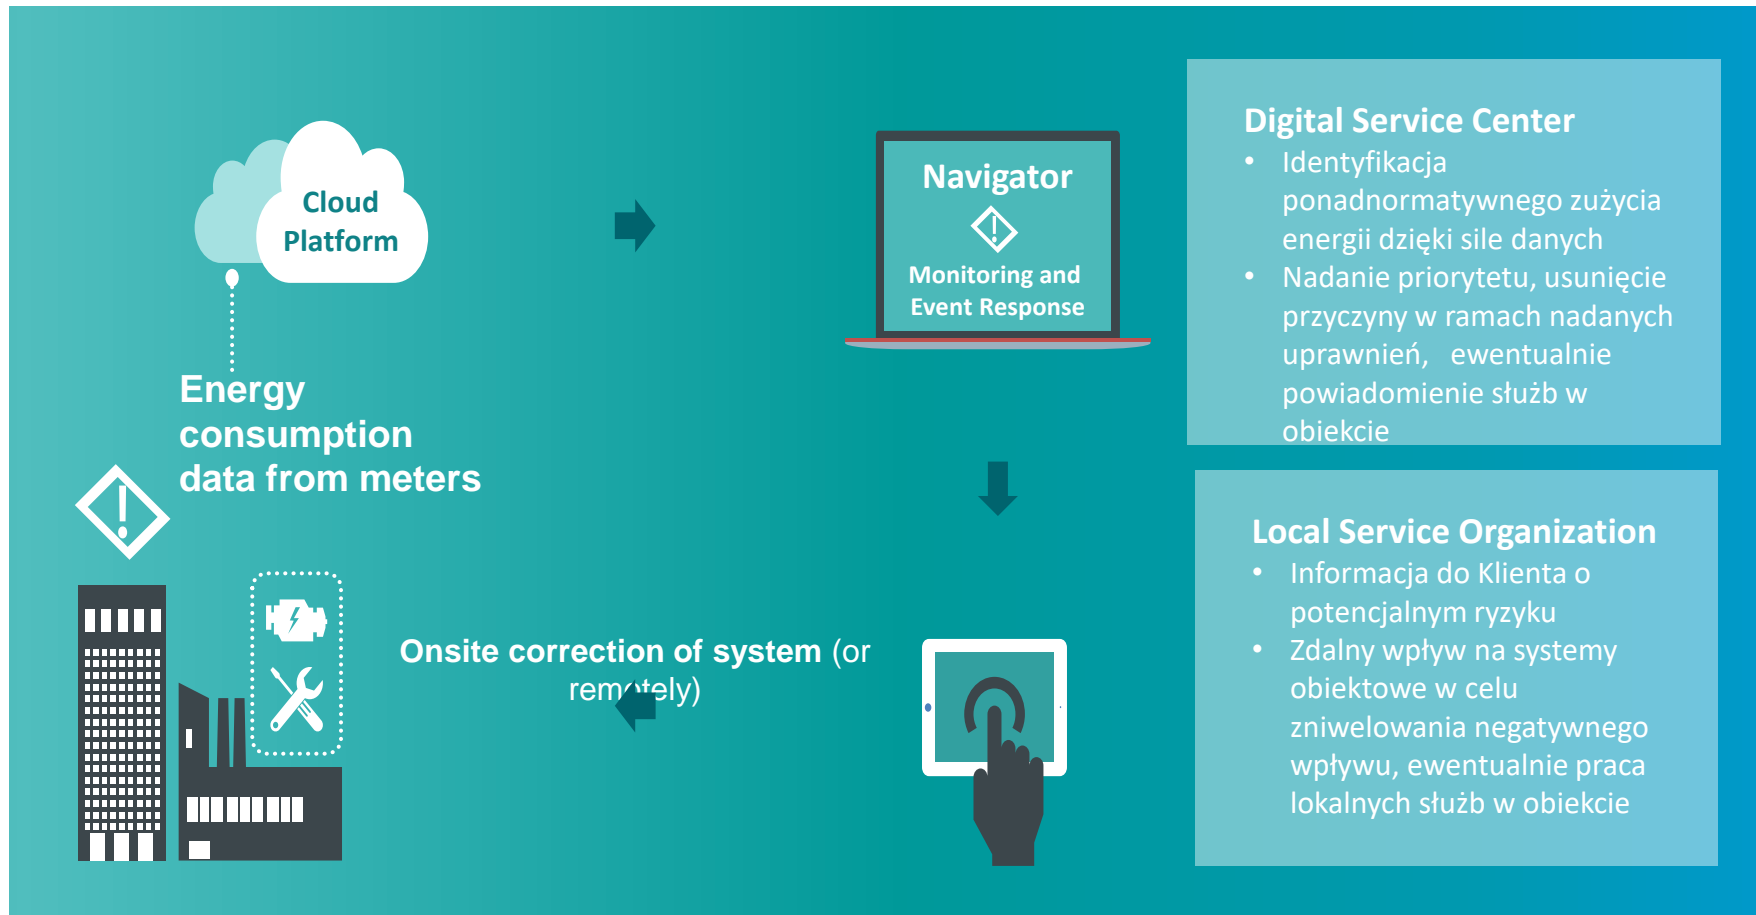 Cloud
Platform
Energy
consumption
data from meters
Navigator
Monitoring and
Event Response
Digital Service Center
• Identyfikacja
ponadnormatywnego zużycia
energii dzięki sile danych
• Nadanie priorytetu, usunięcie
przyczyny w ramach nadanych
uprawnień, ewentualnie
powiadomienie służb w
obiekcie
Onsite correction of system (or
remotely)
Local Service Organization
• Informacja do Klienta o
potencjalnym ryzyku
• Zdalny wpływ na systemy
obiektowe w celu
zniwelowania negatywnego
wpływu, ewentualnie praca
lokalnych służb w obiekcie